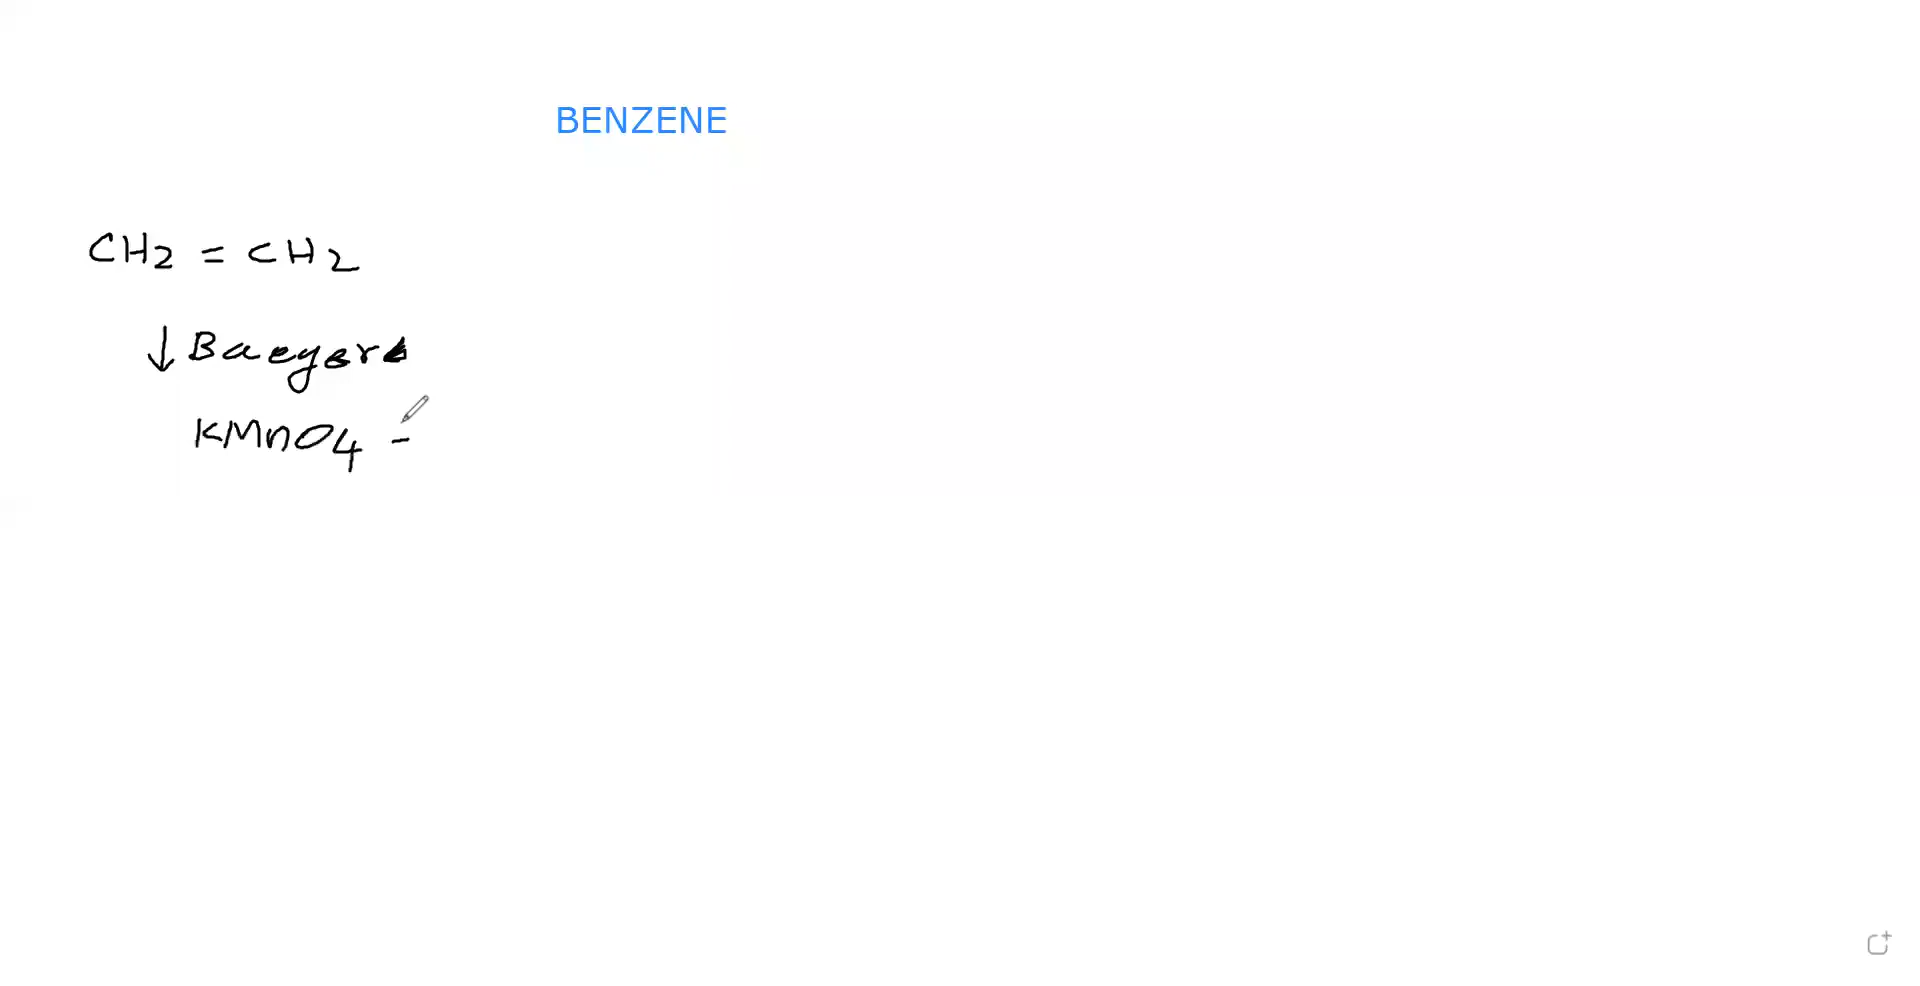 BENZENE
CH2 = CH2
↓ Baeyers
KMnO4 -